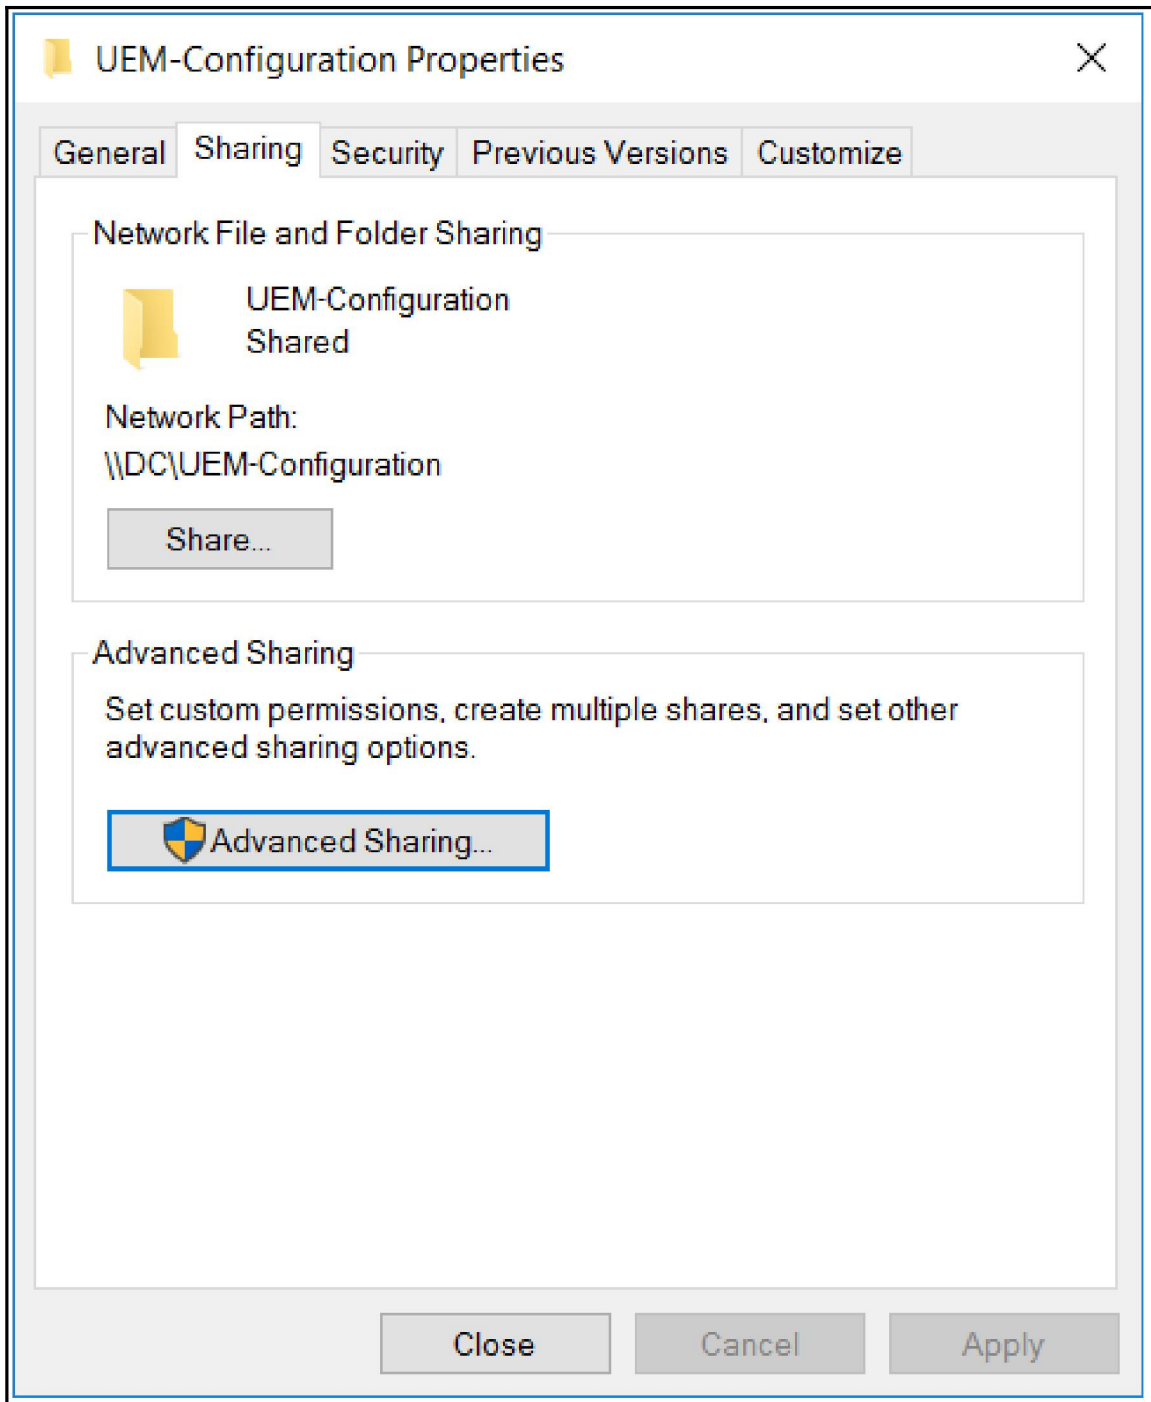 UEM-Configuration Properties
General Sharing Security Previous Versions Customize
Network File and Folder Sharing
UEM-Configuration
Shared
Network Path:
\\DC\UEM-Configuration
Share...
Advanced Sharing
Set custom permissions, create multiple shares, and set other
advanced sharing options.
Advanced Sharing...
Close Cancel Apply